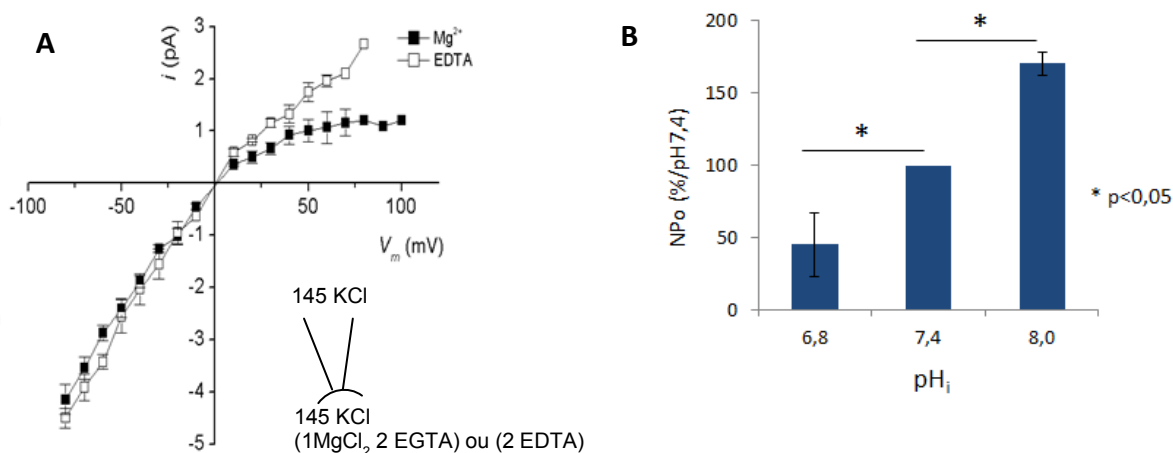 A
i (pA)
3
2
1
-1
-2
-3
-4
-5
-100
-50
0
50
100
V_m (mV)
Mg²⁺
EDTA
145 KCl
145 KCl
(1MgCl₂ 2 EGTA) ou (2 EDTA)
B
NPo (%/pH7,4)
200
150
100
50
0
*
*
* p<0,05
6,8
7,4
8,0
pHᵢ